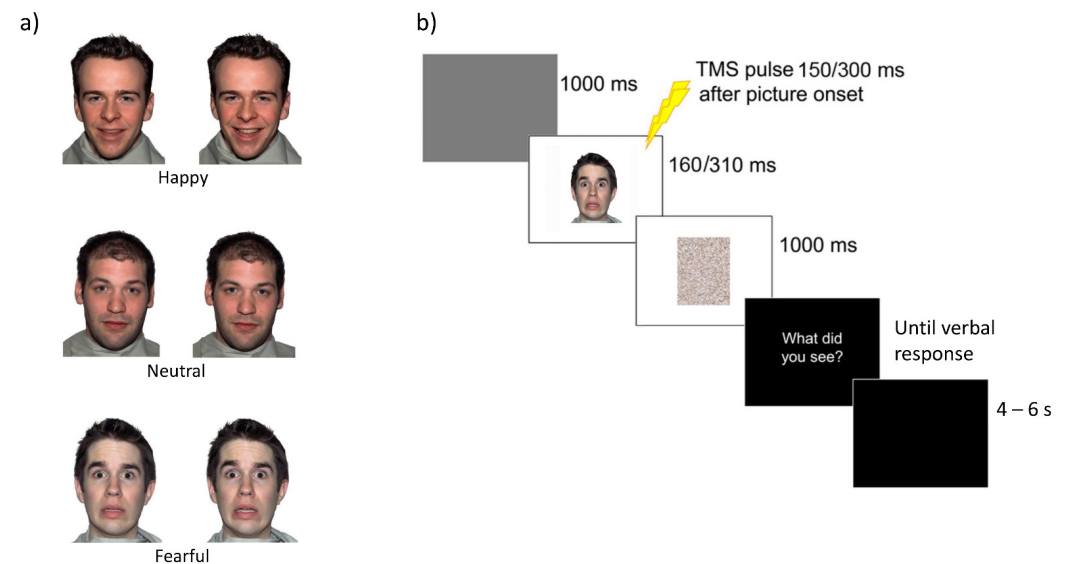 a)
Happy
Neutral
Fearful
b)
1000 ms
TMS pulse 150/300 ms
after picture onset
160/310 ms
1000 ms
What did
you see?
Until verbal
response
4 – 6 s